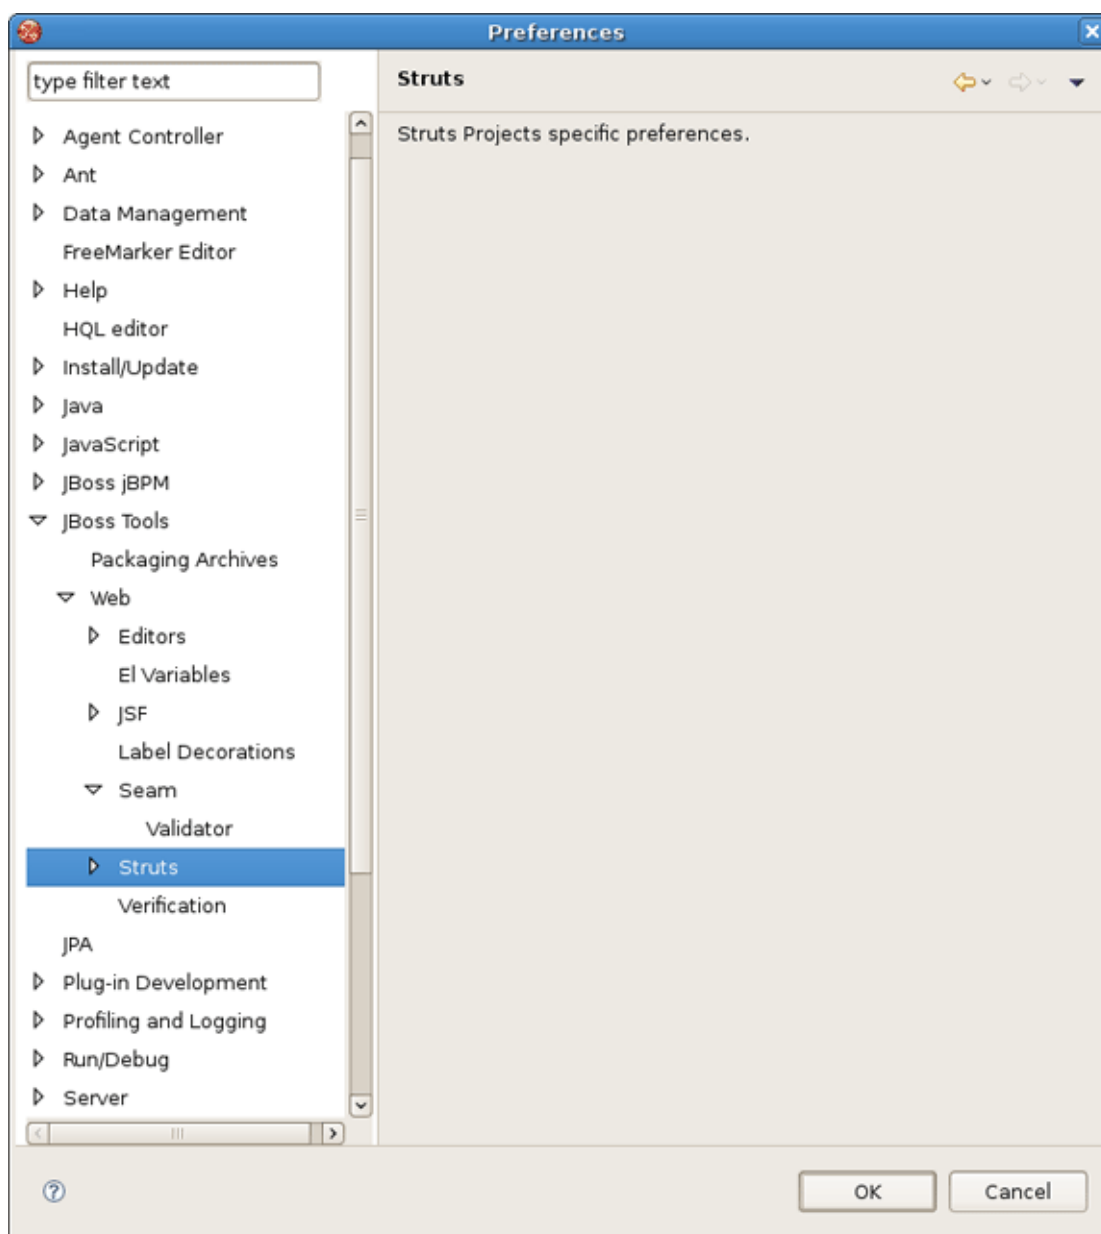 Preferences
type filter text
Struts
Struts Projects specific preferences.
Agent Controller
Ant
Data Management
FreeMarker Editor
Help
HQL editor
Install/Update
Java
JavaScript
JBoss jBPM
JBoss Tools
Packaging Archives
Web
Editors
El Variables
JSF
Label Decorations
Seam
Validator
Struts
Verification
JPA
Plug-in Development
Profiling and Logging
Run/Debug
Server
OK
Cancel